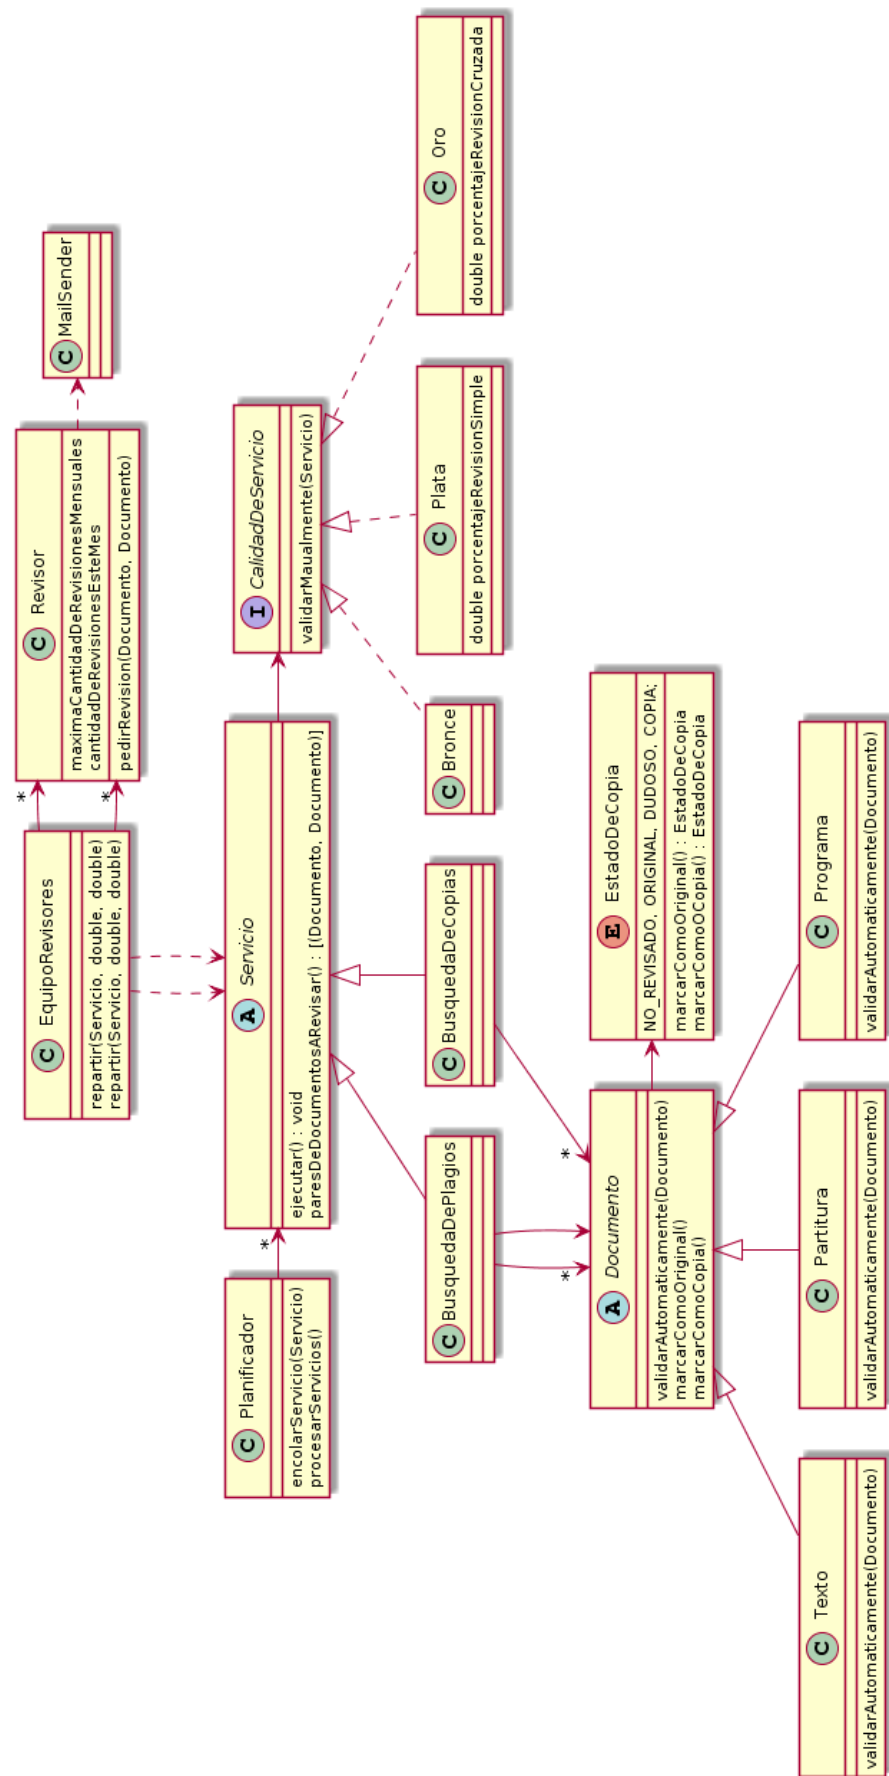 C EquipoRevisores
repartir(Servicio, double, double)
repartir(Servicio, double, double)
*
*
C Revisor
maximaCantidadDeRevisionesMensuales
cantidadDeRevisionesEsteMes
pedirRevision(Documento, Documento)
C MailSender
C Planificador
encolarServicio(Servicio)
procesarServicios()
*
A Servicio
ejecutar() : void
paresDeDocumentosARevisar() : [(Documento, Documento)]
I CalidadDeServicio
validarMaualmente(Servicio)
C BusquedaDePlagios
C BusquedaDeCopias
C Bronce
C Plata
double porcentajeRevisionSimple
C Oro
double porcentajeRevisionCruzada
*
*
A Documento
validarAutomaticamente(Documento)
marcarComoOriginal()
marcarComoCopia()
E EstadoDeCopia
NO_REVISADO, ORIGINAL, DUDOSO, COPIA;
marcarComoOriginal() : EstadoDeCopia
marcarComoOCopia() : EstadoDeCopia
C Texto
validarAutomaticamente(Documento)
C Partitura
validarAutomaticamente(Documento)
C Programa
validarAutomaticamente(Documento)